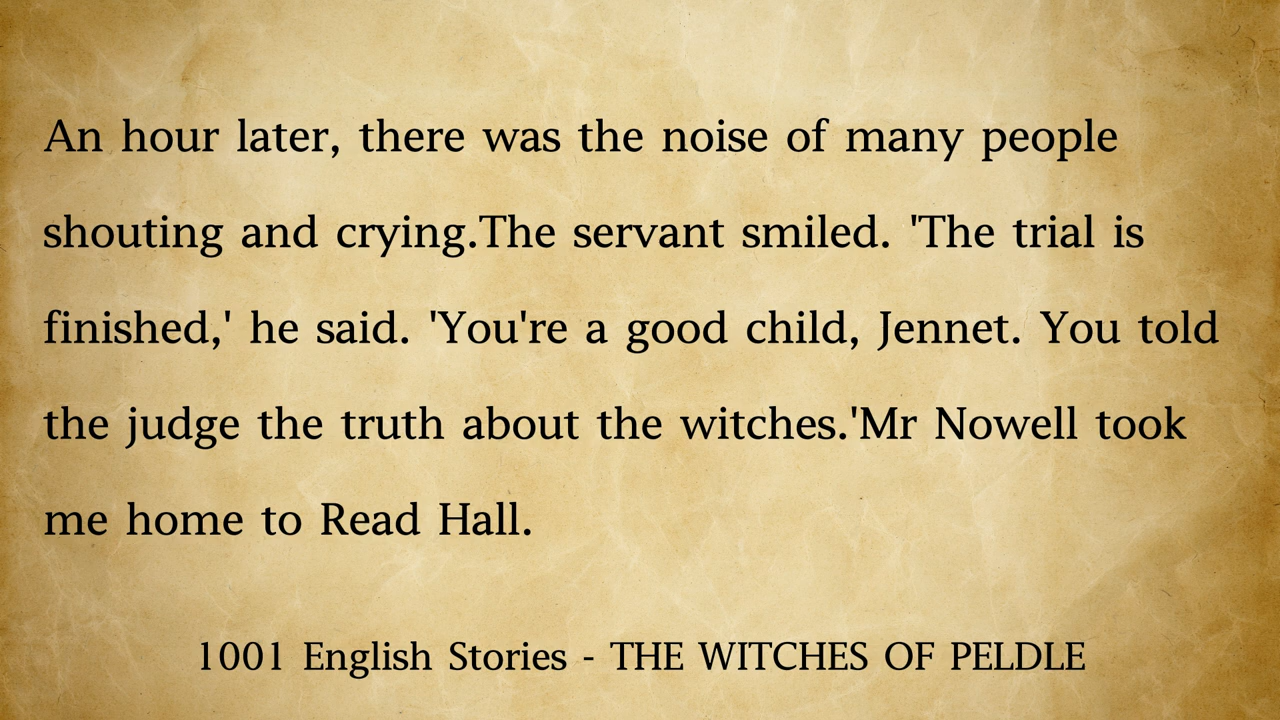 An hour later, there was the noise of many people
shouting and crying.The servant smiled. 'The trial is
finished,' he said. 'You're a good child, Jennet. You told
the judge the truth about the witches.'Mr Nowell took
me home to Read Hall.
1001 English Stories - THE WITCHES OF PELDLE